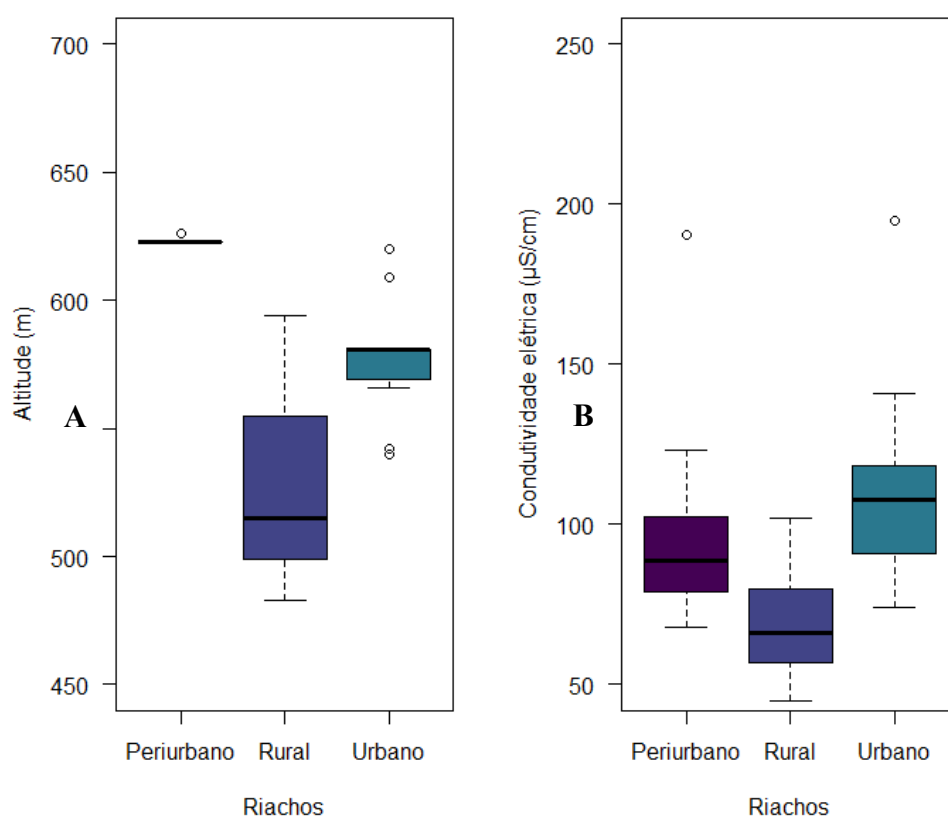 Altitude (m)
700
650
600
500
450
A
Periurbano Rural Urbano
Riachos
Condutividade elétrica (µS/cm)
250
200
150
100
50
B
Periurbano Rural Urbano
Riachos